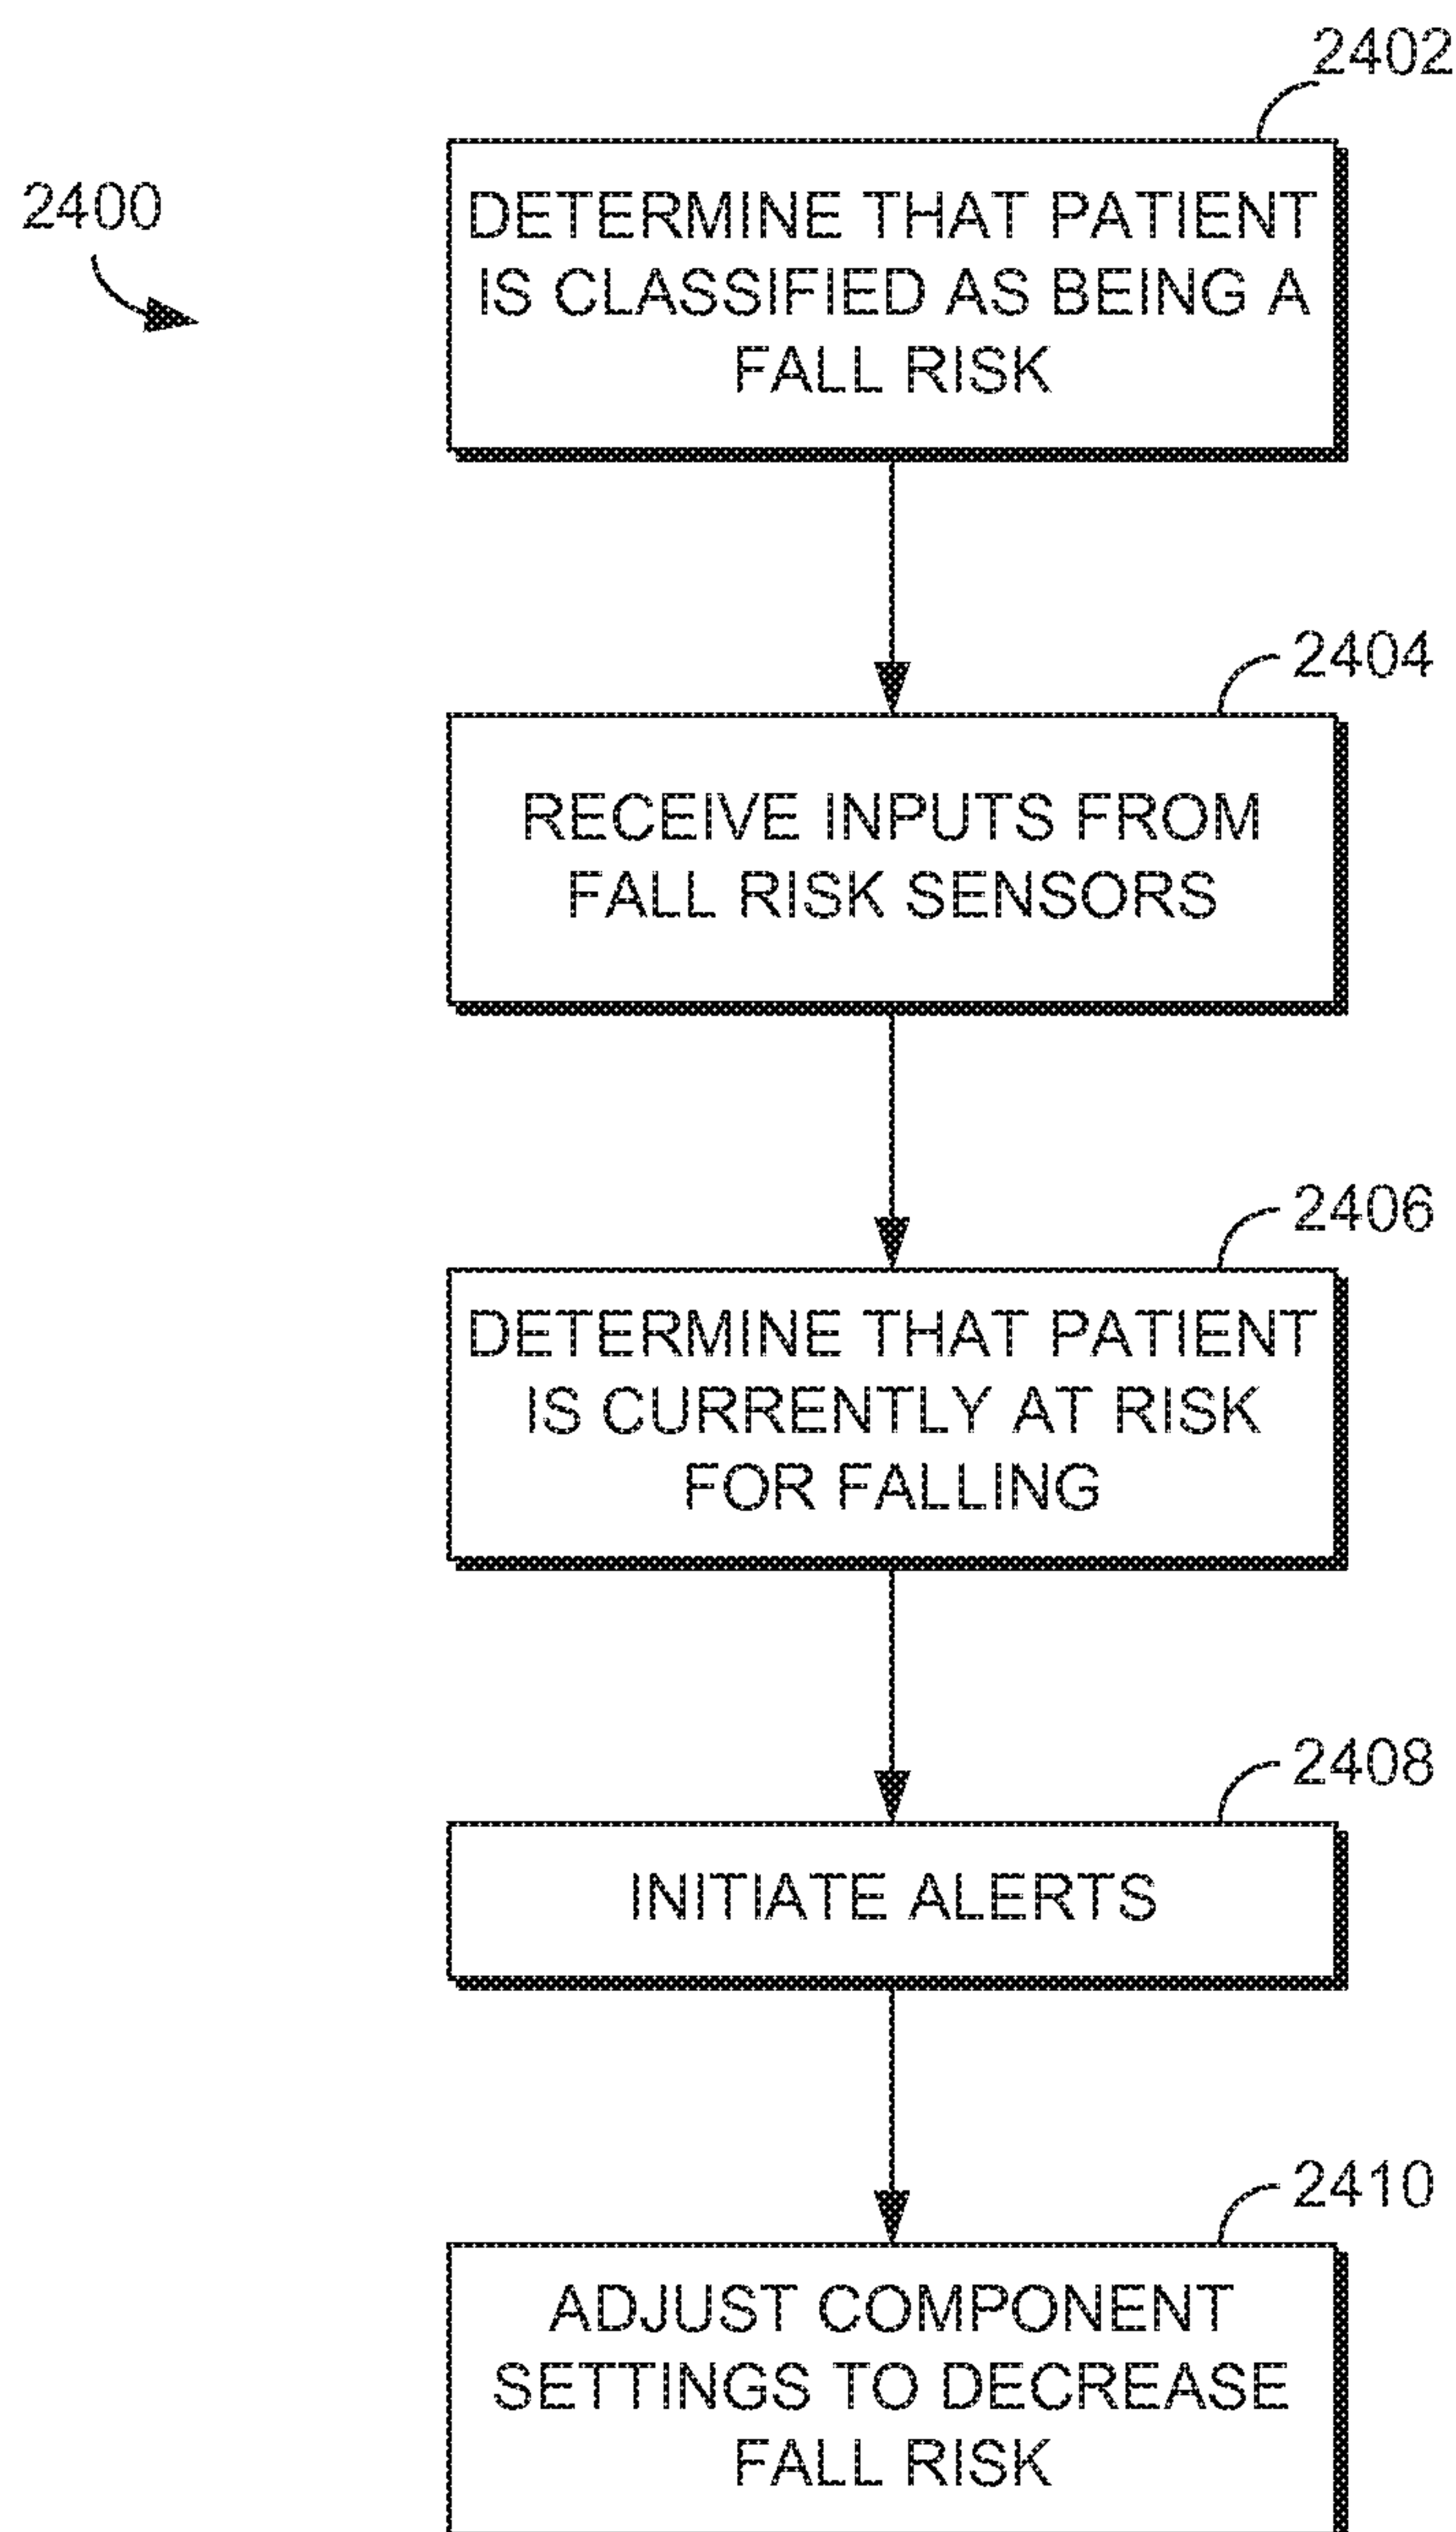 2402
2400
DETERMINE THAT PATIENT
IS CLASSIFIED AS BEING A
FALL RISK
2404
RECEIVE INPUTS FROM
FALL RISK SENSORS
2406
DETERMINE THAT PATIENT
IS CURRENTLY AT RISK
FOR FALLING
2408
INITIATE ALERTS
2410
ADJUST COMPONENT
SETTINGS TO DECREASE
FALL RISK